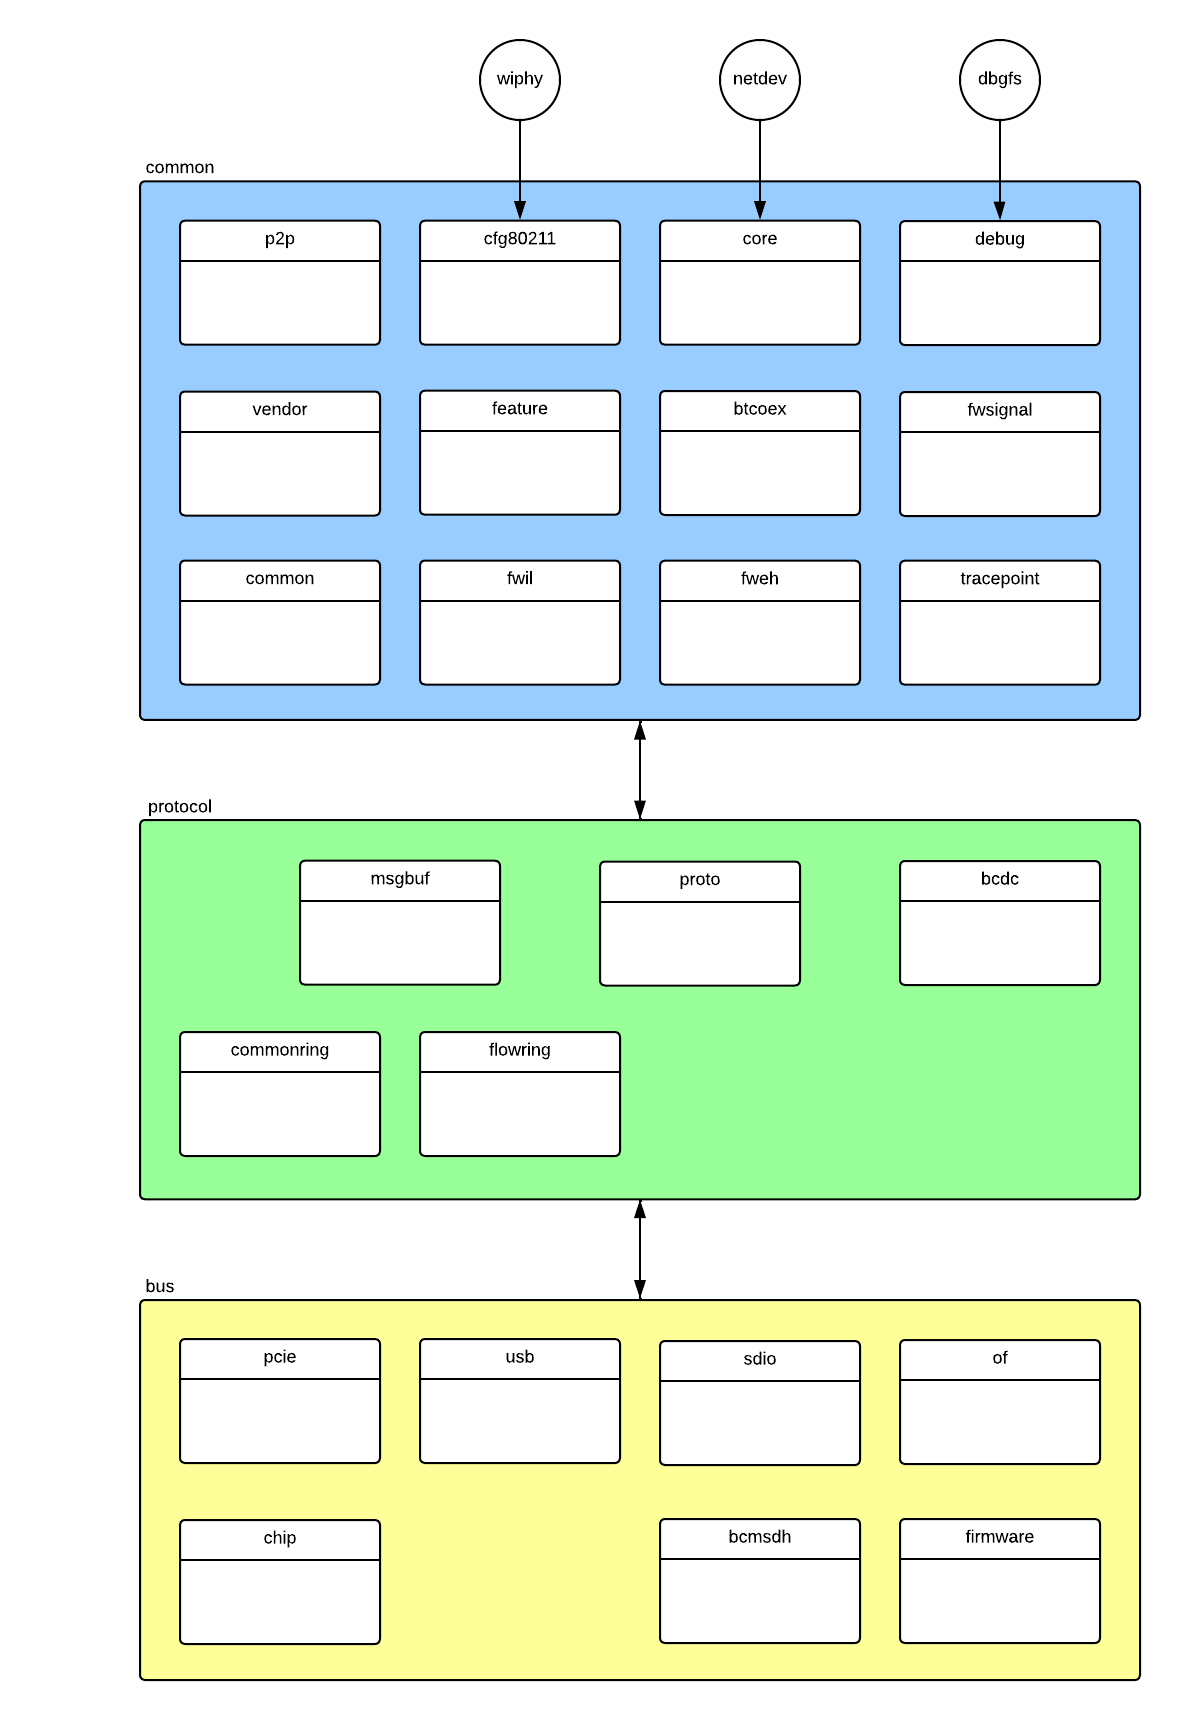 wiphy
netdev
dbgfs
common
p2p
cfg80211
core
debug
vendor
feature
btcoex
fwsignal
common
fwil
fweh
tracepoint
protocol
msgbuf
proto
bcdc
commonring
flowring
bus
pcie
usb
sdio
of
chip
bcmsdh
firmware